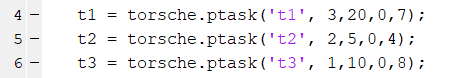 4 - t1 = torsche.ptask('t1', 3,20,0,7);
5 - t2 = torsche.ptask('t2', 2,5,0,4);
6 - t3 = torsche.ptask('t3', 1,10,0,8);